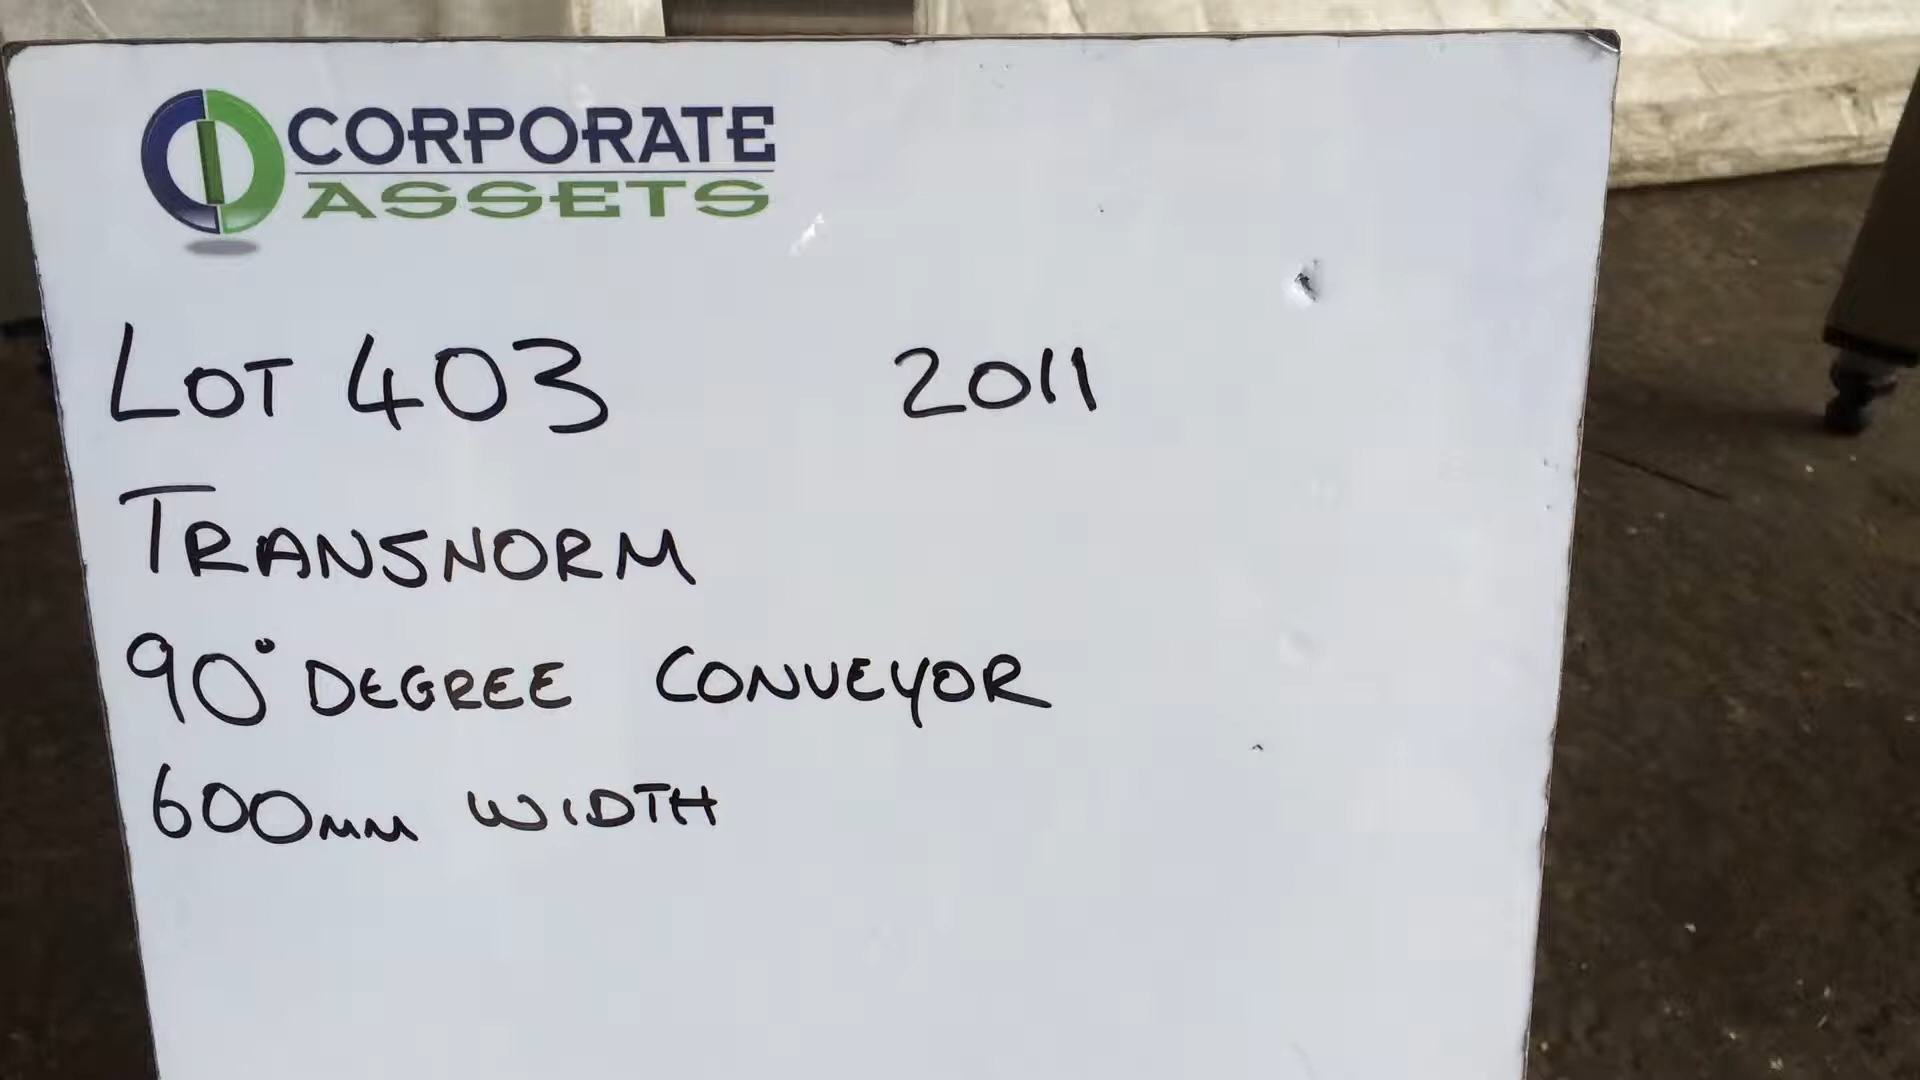 CORPORATE
ASSETS
LOT 403 2011
TRANSNORM
90° DEGREE CONVEYOR
600mm WIDTH